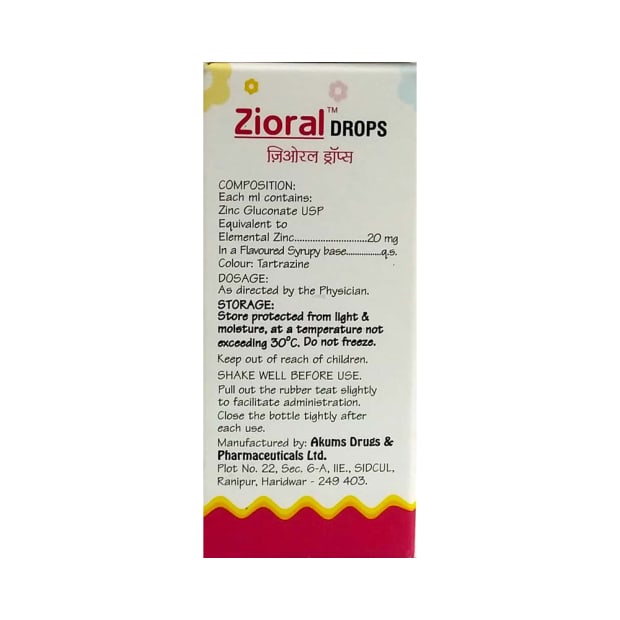 Zioral™ DROPS
ज़िओरल ड्रॉप्स
COMPOSITION:
Each ml contains:
Zinc Gluconate USP
Equivalent to
Elemental Zinc............................20 mg
In a Flavoured Syrupy base...............q.s.
Colour: Tartrazine
DOSAGE:
As directed by the Physician.
STORAGE:
Store protected from light &
moisture, at a temperature not
exceeding 30°C. Do not freeze.
Keep out of reach of children.
SHAKE WELL BEFORE USE.
Pull out the rubber teat slightly
to facilitate administration.
Close the bottle tightly after
each use.
Manufactured by: Akums Drugs &
Pharmaceuticals Ltd.
Plot No. 22, Sec. 6-A, IIE., SIDCUL,
Ranipur, Haridwar - 249 403.